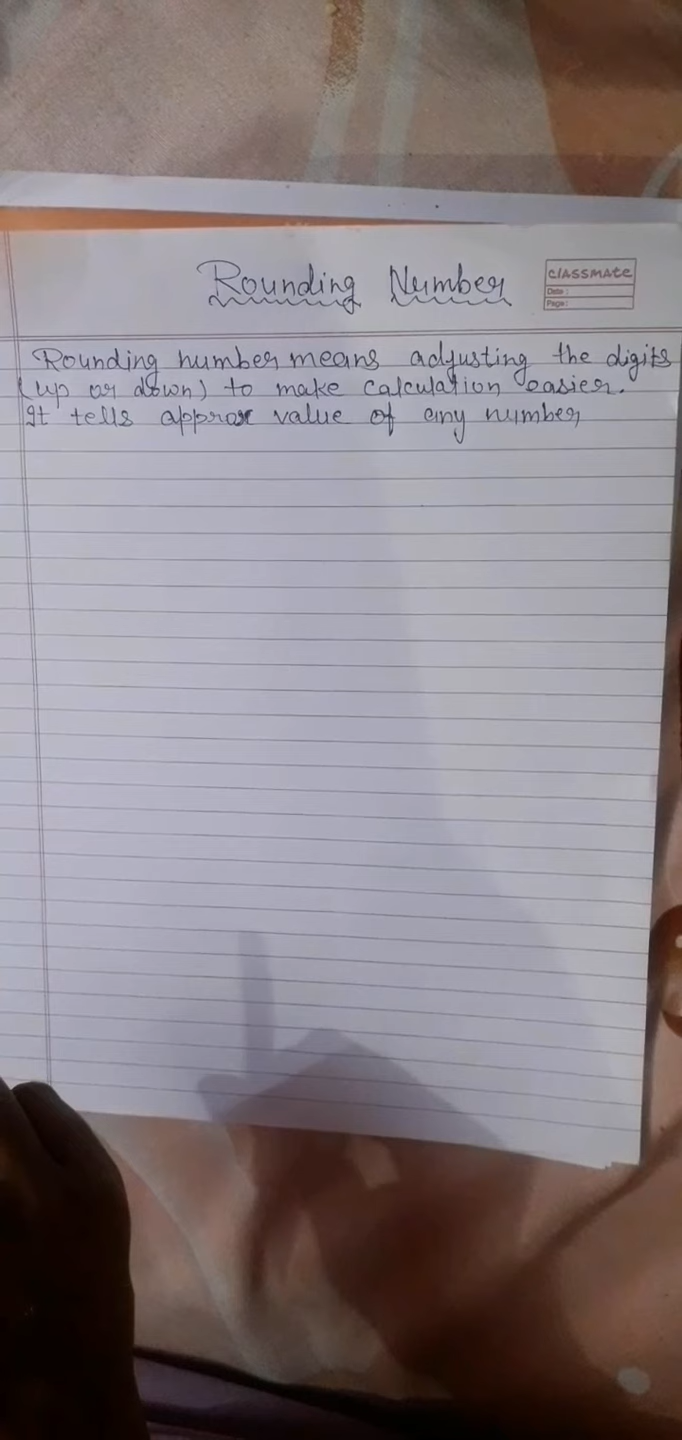 Rounding Number
CLASSMATE
Date :
Page :
Rounding number means adjusting the digits
(up or down) to make calculation easier.
It tells approx value of any number